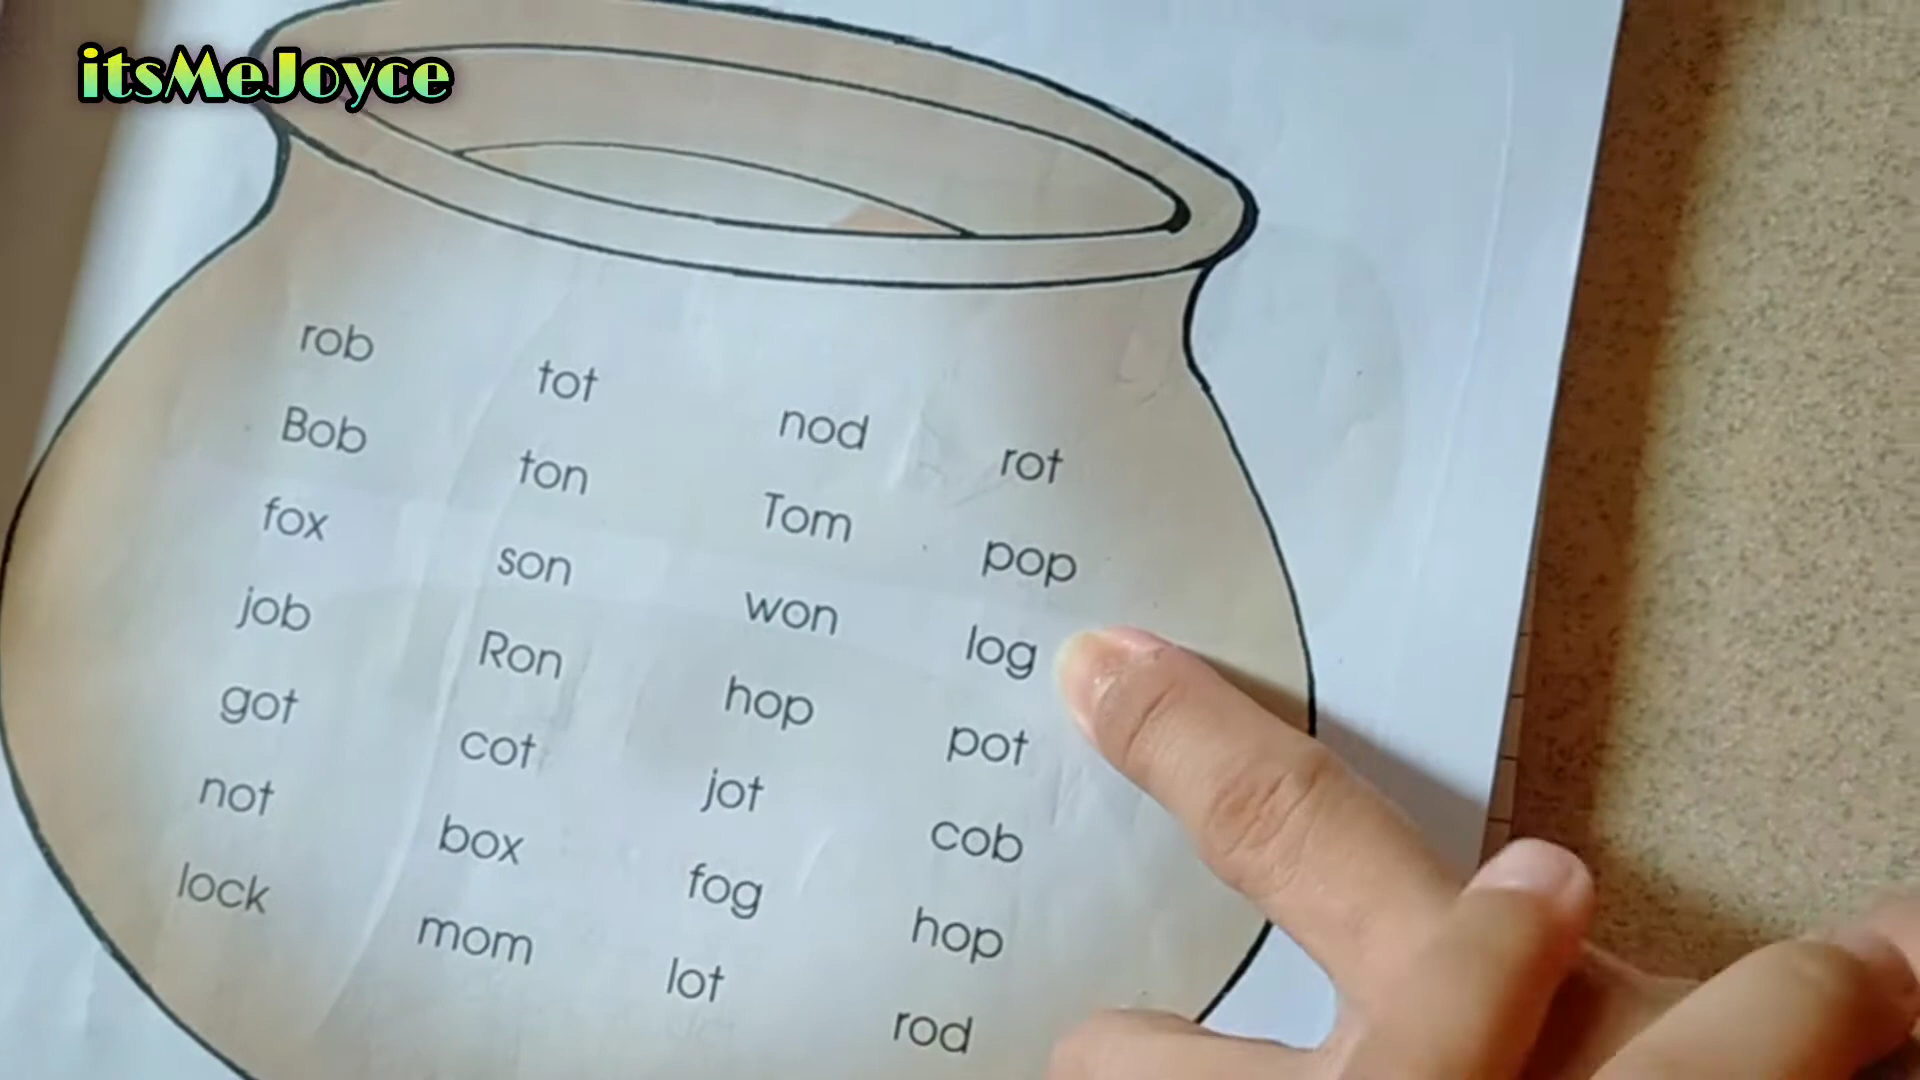 itsMeJoyce
rob tot nod rot
Bob ton Tom pop
fox son won log
job Ron hop pot
got cot jot cob
not box fog hop
lock mom lot rod